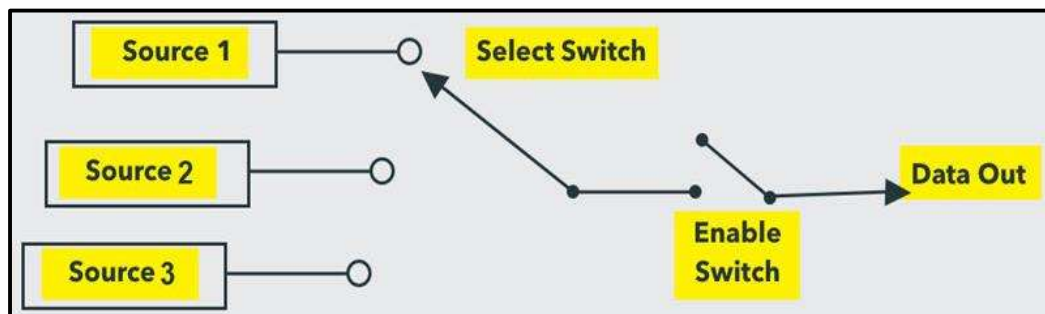 Source 1
Select Switch
Source 2
Data Out
Enable
Switch
Source 3